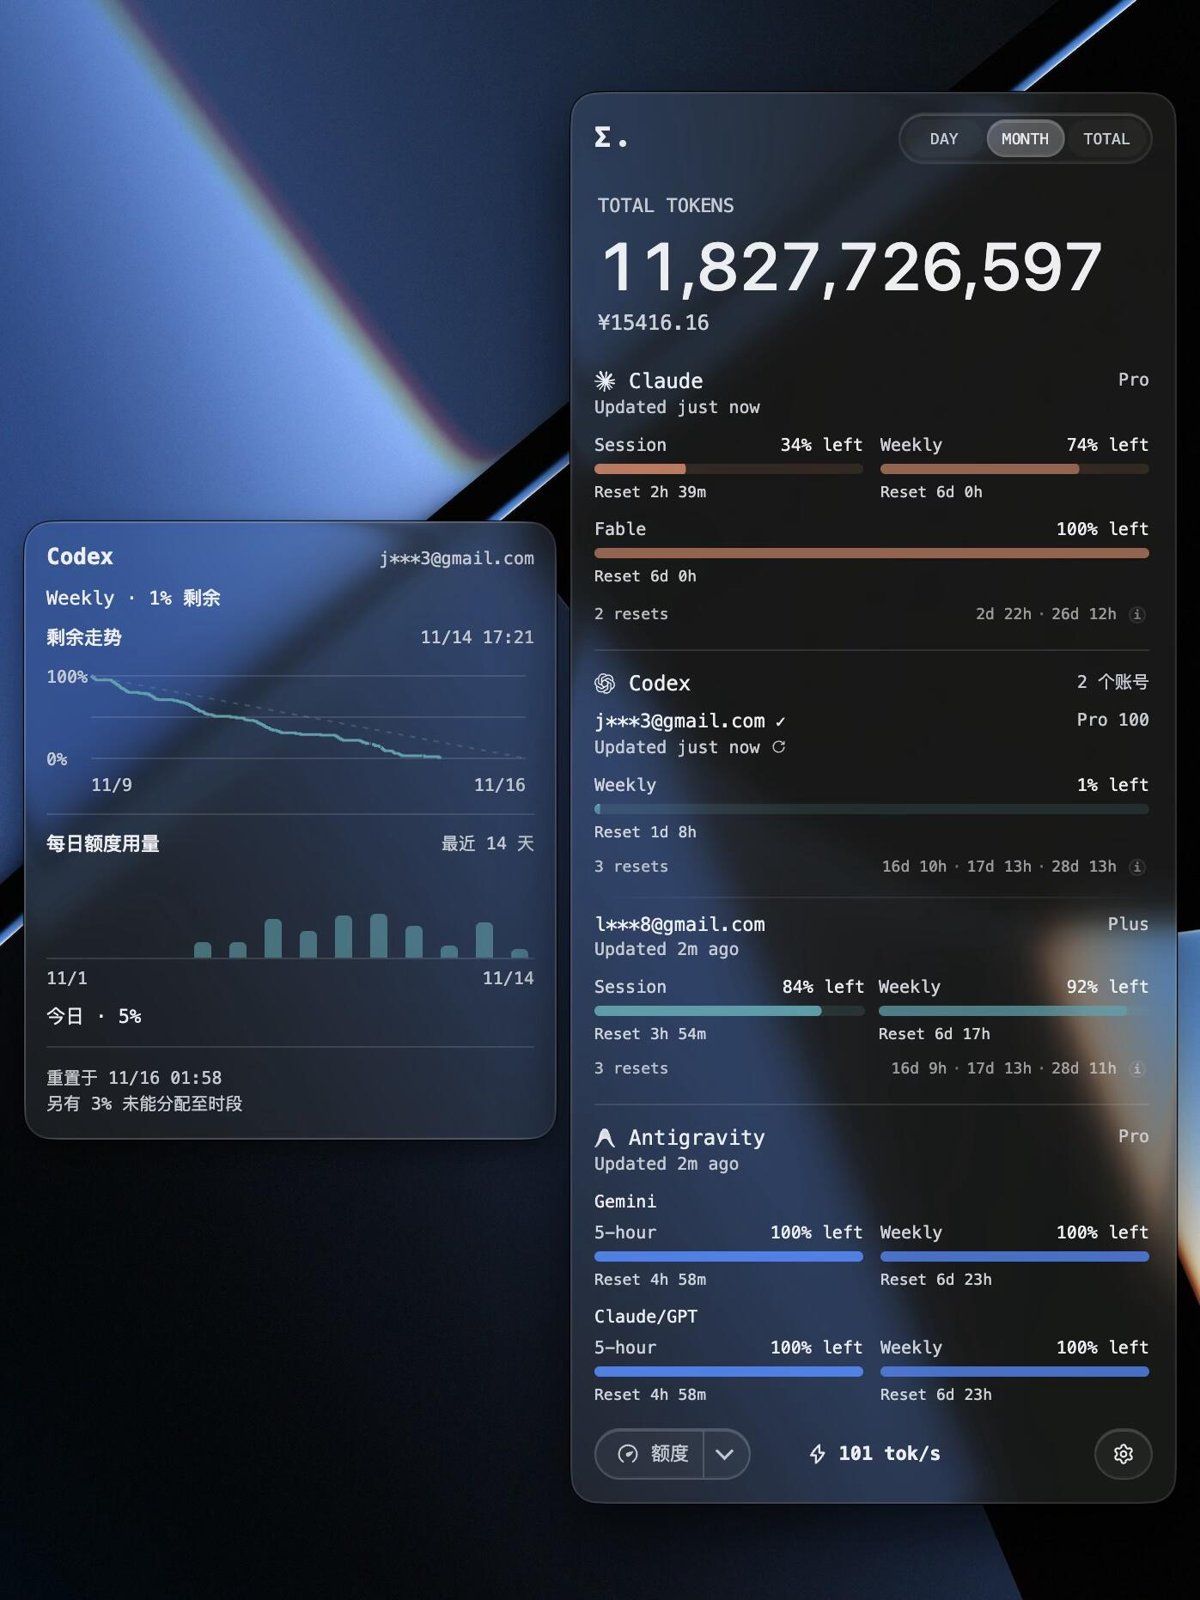 Σ.
DAY MONTH TOTAL
TOTAL TOKENS
11,827,726,597
¥15416.16
Claude Pro
Updated just now
Session 34% left Weekly 74% left
Reset 2h 39m Reset 6d 0h
Fable 100% left
Reset 6d 0h
2 resets 2d 22h · 26d 12h
Codex 2 个账号
j***3@gmail.com ✓ Pro 100
Updated just now
Weekly 1% left
Reset 1d 8h
3 resets 16d 10h · 17d 13h · 28d 13h
l***8@gmail.com Plus
Updated 2m ago
Session 84% left Weekly 92% left
Reset 3h 54m Reset 6d 17h
3 resets 16d 9h · 17d 13h · 28d 11h
Antigravity Pro
Updated 2m ago
Gemini
5-hour 100% left Weekly 100% left
Reset 4h 58m Reset 6d 23h
Claude/GPT
5-hour 100% left Weekly 100% left
Reset 4h 58m Reset 6d 23h
额度 101 tok/s
Codex j***3@gmail.com
Weekly · 1% 剩余
剩余走势 11/14 17:21
100%
0%
11/9 11/16
每日额度用量 最近 14 天
11/1 11/14
今日 · 5%
重置于 11/16 01:58
另有 3% 未能分配至时段